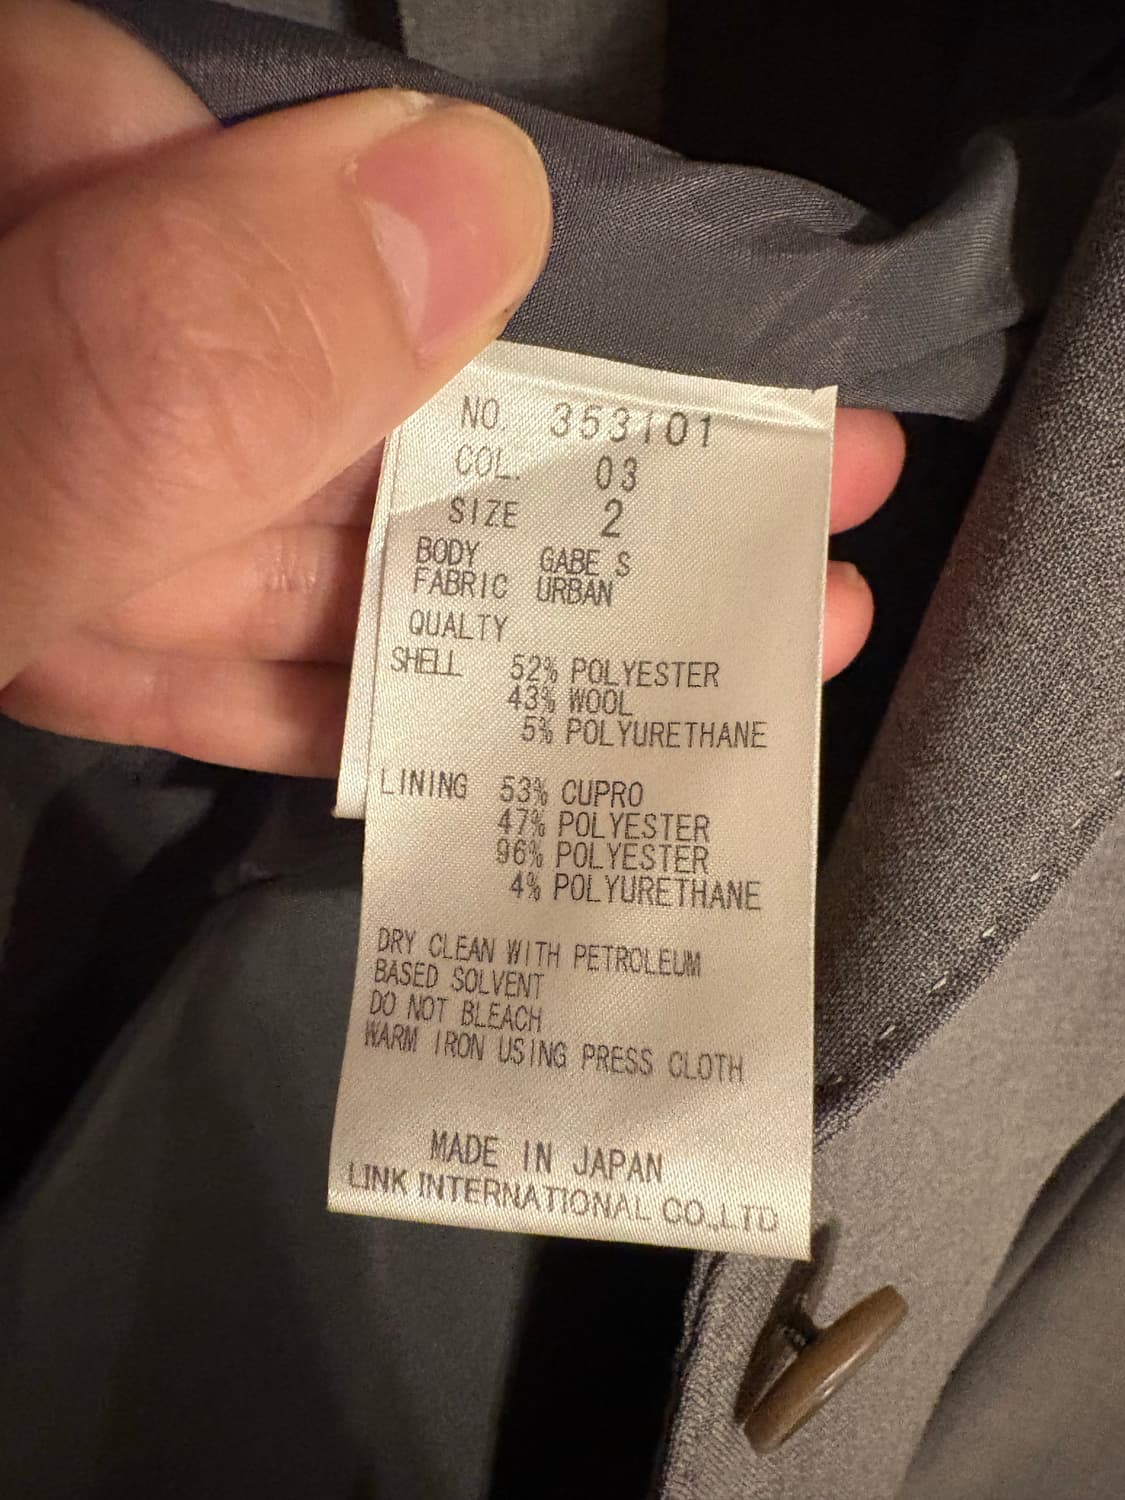 NO. 353101
COL. 03
SIZE 2
BODY GABE S
FABRIC URBAN
QUALTY
SHELL 52% POLYESTER
43% WOOL
5% POLYURETHANE
LINING 53% CUPRO
47% POLYESTER
96% POLYESTER
4% POLYURETHANE
DRY CLEAN WITH PETROLEUM
BASED SOLVENT
DO NOT BLEACH
WARM IRON USING PRESS CLOTH
MADE IN JAPAN
LINK INTERNATIONAL CO.,LTD